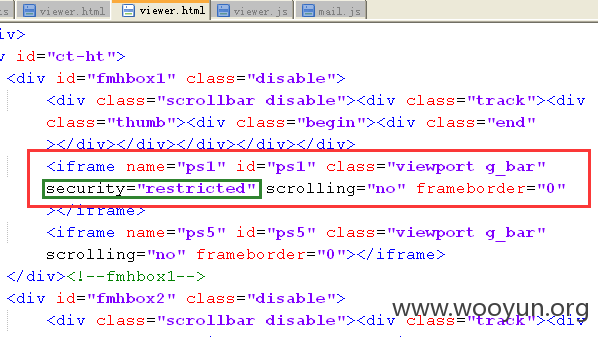 is viewer.html viewer.html viewer.js mail.js
iv>
v id="ct-ht">
<div id="fmhbox1" class="disable">
<div class="scrollbar disable"><div class="track"><div
class="thumb"><div class="begin"><div class="end"
></div></div></div></div></div>
<iframe name="ps1" id="ps1" class="viewport g_bar"
security="restricted" scrolling="no" frameborder="0"
></iframe>
<iframe name="ps5" id="ps5" class="viewport g_bar"
scrolling="no" frameborder="0"></iframe>
</div><!--fmhbox1-->
<div id="fmhbox2" class="disable">
www.wooyun.org
<div class="scrollbar disable"><div class="track"><div